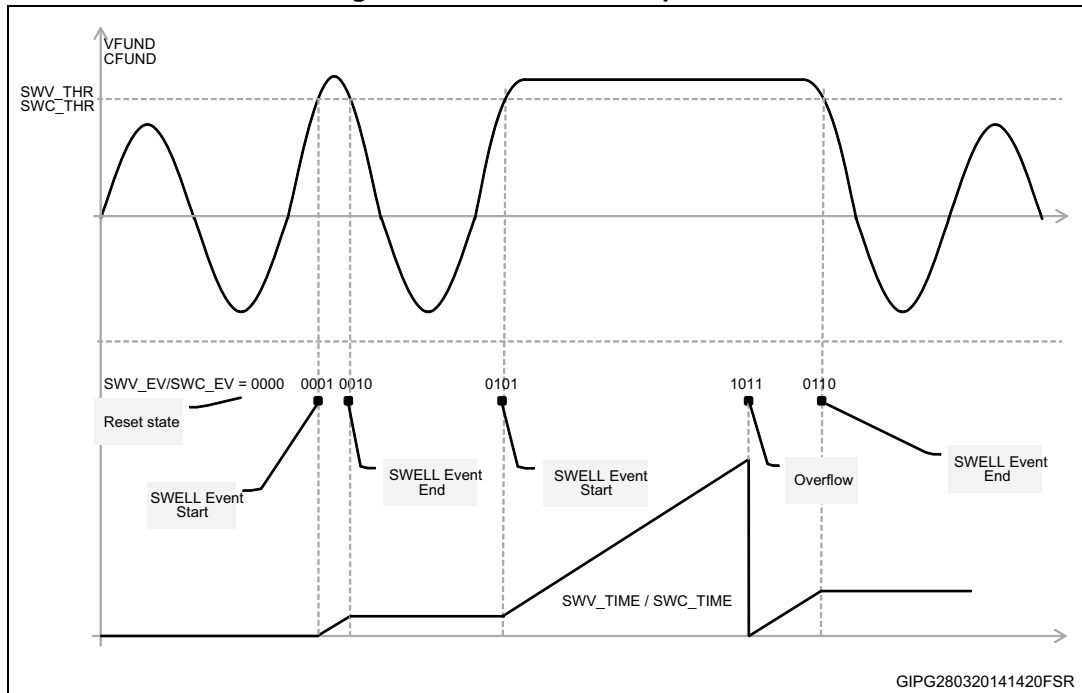 VFUND
CFUND
SWV_THR
SWC_THR
SWV_EV/SWC_EV = 0000 0001 0010 0101 1011 0110
Reset state
SWELL Event
Start
SWELL Event
End
SWELL Event
Start
Overflow
SWELL Event
End
SWV_TIME / SWC_TIME
GIPG280320141420FSR